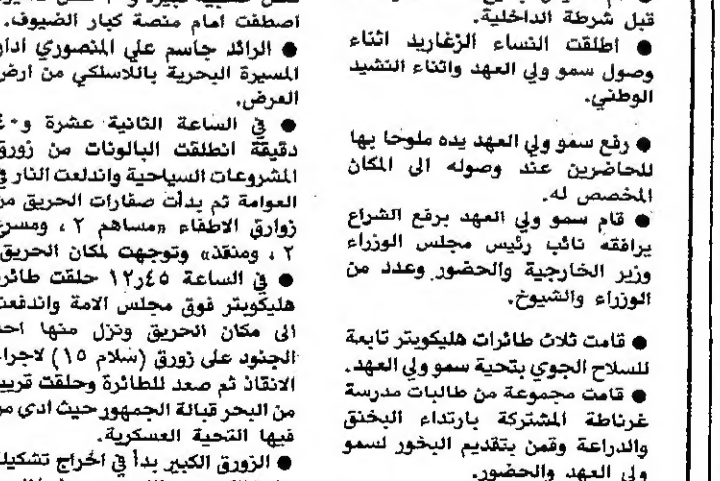 قبل شرطة الداخلية.
● اطلقت النساء الزغاريد اثناء
وصول سمو ولي العهد واثناء النشيد
الوطني.
● رفع سمو ولي العهد يده ملوحا بها
للحاضرين عند وصوله الى المكان
المخصص له.
● قام سمو ولي العهد برفع الشراع
يرافقه نائب رئيس مجلس الوزراء
وزير الخارجية والحضور وعدد من
الوزراء والشيوخ.
● قامت ثلاث طائرات هليكوبتر تابعة
للسلاح الجوي بتحية سمو ولي العهد.
● قامت مجموعة من طالبات مدرسة
غرناطة المشتركة بارتداء البخنق
والدراعة وقمن بتقديم البخور لسمو
ولي العهد والحضور.
اصطفت امام منصة كبار الضيوف.
● الرائد جاسم علي المنصوري ادار
المسيرة البحرية باللاسلكي من ارض
العرض.
● في الساعة الثانية عشرة و٤٠
دقيقة انطلقت البالونات من زورق
المشروعات السياحية واندلعت النار في
العوامة ثم بدأت صفارات الحريق من
زوارق الاطفاء «مساهم ٢ ، ومسرع
٢ ، ومنقذ» وتوجهت لمكان الحريق
● في الساعة ١٢٫٤٥ حلقت طائرة
هليكوبتر فوق مجلس الامة واندفعت
الى مكان الحريق ونزل منها احد
الجنود على زورق (سلام ١٥) لاجراء
الانقاذ ثم صعد للطائرة وحلقت قريبا
من البحر قبالة الجمهور حيث ادى من
فيها التحية العسكرية.
● الزورق الكبير بدأ في اخراج تشكيلة